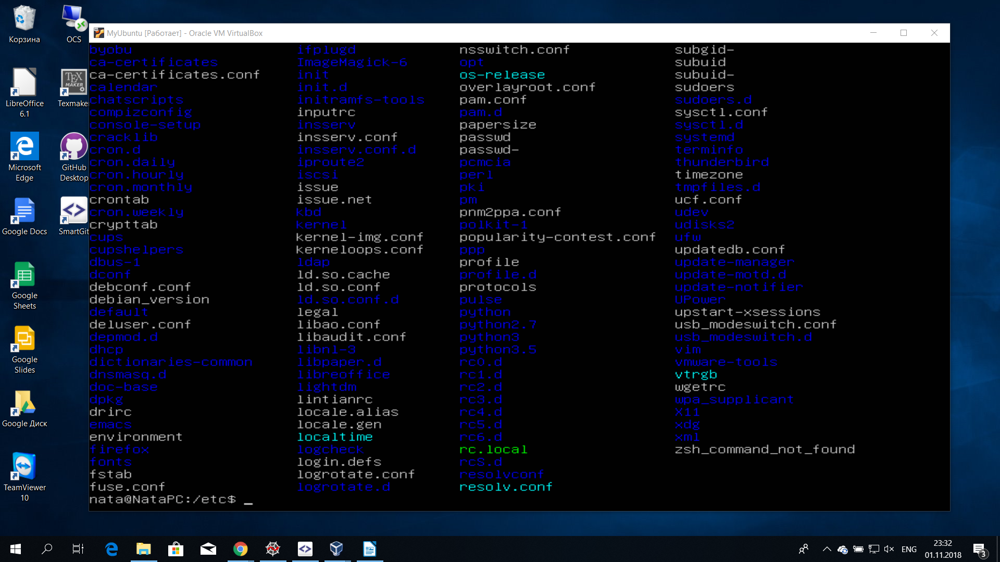 Корзина
OCS
LibreOffice
6.1
Texmaker
TEX
MAKER
Microsoft
Edge
GitHub
Desktop
Google Docs
SmartGit
Google
Sheets
Google
Slides
Google Диск
TeamViewer
10
MyUbuntu [Работает] - Oracle VM VirtualBox
byobu ifplugd nsswitch.conf subgid-
ca-certificates ImageMagick-6 opt subuid
ca-certificates.conf init os-release subuid-
calendar init.d overlayroot.conf sudoers
chatscripts initramfs-tools pam.conf sudoers.d
compizconfig inputrc pam.d sysctl.conf
console-setup insserv papersize sysctl.d
cracklib insserv.conf passwd systemd
cron.d insserv.conf.d passwd- terminfo
cron.daily iproute2 pcmcia thunderbird
cron.hourly iscsi perl timezone
cron.monthly issue pki tmpfiles.d
crontab issue.net pm ucf.conf
cron.weekly kbd pnm2ppa.conf udev
crypttab kernel polkit-1 udisks2
cups kernel-img.conf popularity-contest.conf ufw
cupshelpers kerneloops.conf ppp updatedb.conf
dbus-1 ldap profile update-manager
dconf ld.so.cache profile.d update-motd.d
debconf.conf ld.so.conf protocols update-notifier
debian_version ld.so.conf.d pulse UPower
default legal python upstart-xsessions
deluser.conf libao.conf python2.7 usb_modeswitch.conf
depmod.d libaudit.conf python3 usb_modeswitch.d
dhcp libnl-3 python3.5 vim
dictionaries-common libpaper.d rc0.d vmware-tools
dnsmasq.d libreoffice rc1.d vtrgb
doc-base lightdm rc2.d wgetrc
dpkg lintianrc rc3.d wpa_supplicant
drirc locale.alias rc4.d X11
emacs locale.gen rc5.d xdg
environment localtime rc6.d xml
firefox logcheck rc.local zsh_command_not_found
fonts login.defs rcS.d
fstab logrotate.conf resolvconf
fuse.conf logrotate.d resolv.conf
nata@NataPC:/etc$ _
ENG
23:32
01.11.2018
3